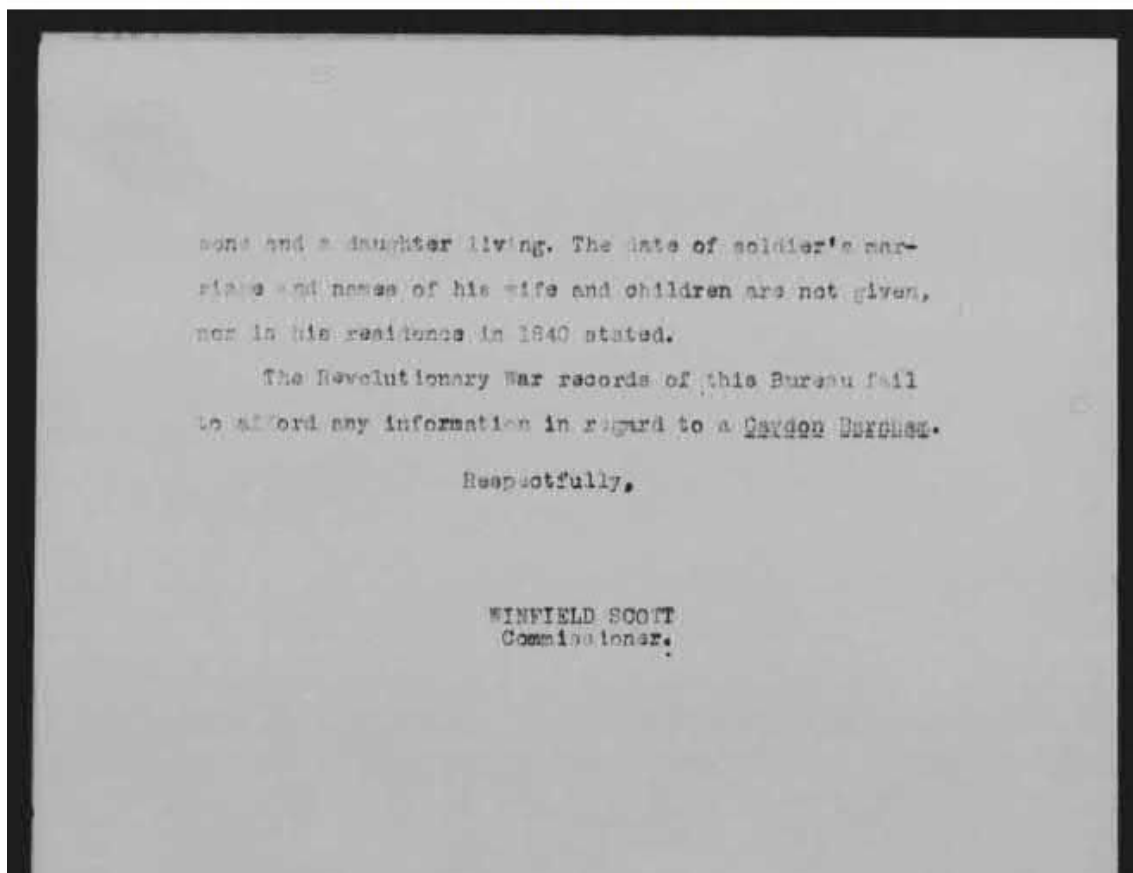 sons and a daughter living. The date of soldier's mar-
riage and names of his wife and children are not given,
nor is his residence in 1840 stated.
The Revolutionary War records of this Bureau fail
to afford any information in regard to a
Respectfully,
WINFIELD SCOTT
Commissioner.